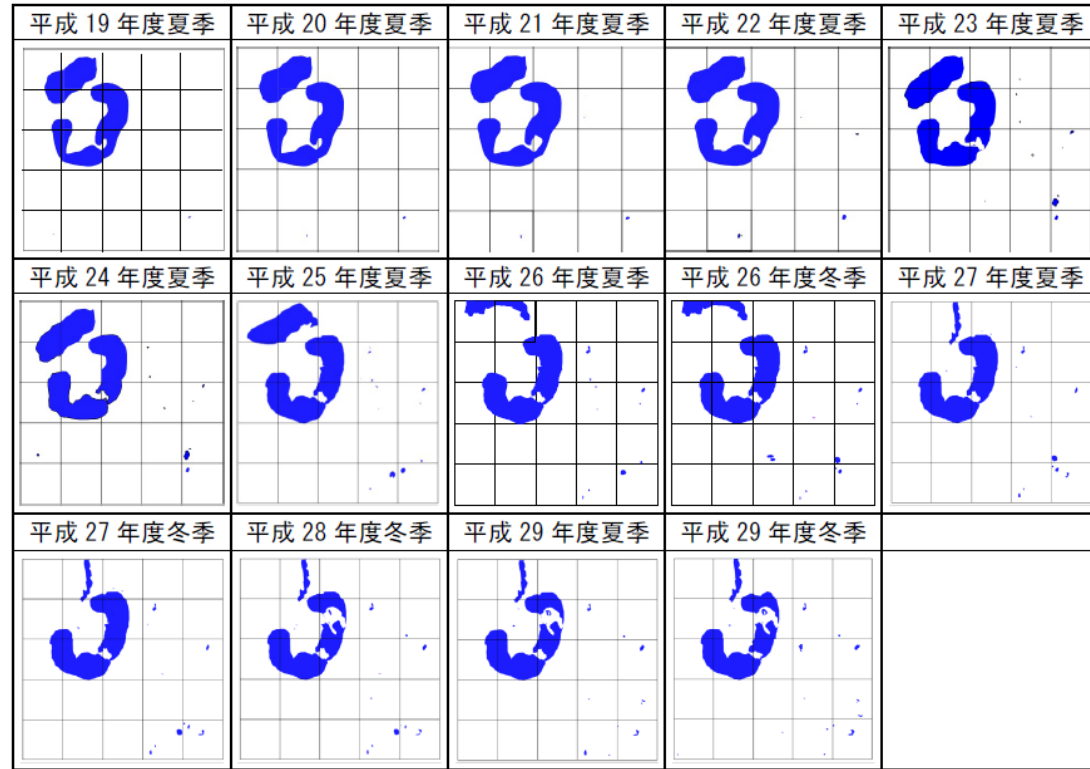 平成 19 年度夏季 平成 20 年度夏季 平成 21 年度夏季 平成 22 年度夏季 平成 23 年度夏季
平成 24 年度夏季 平成 25 年度夏季 平成 26 年度夏季 平成 26 年度冬季 平成 27 年度夏季
平成 27 年度冬季 平成 28 年度冬季 平成 29 年度夏季 平成 29 年度冬季